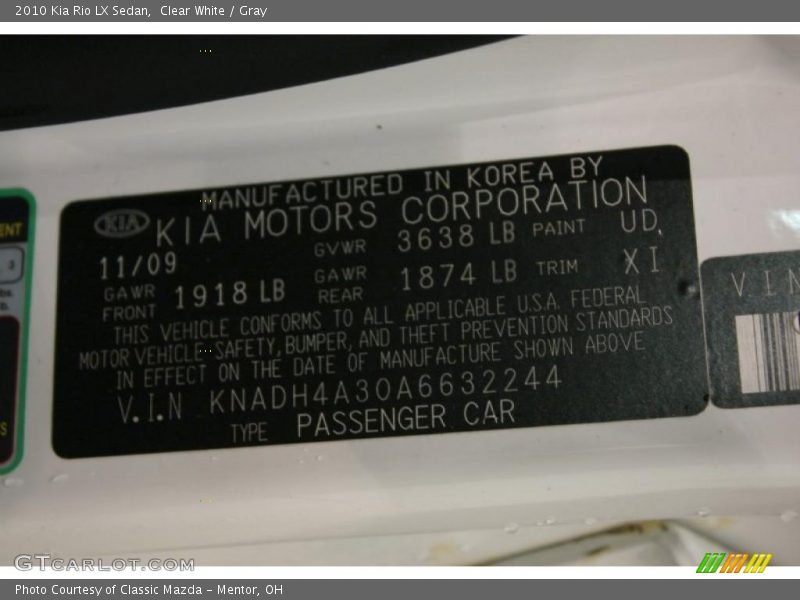 2010 Kia Rio LX Sedan,  Clear White / Gray
MANUFACTURED IN KOREA BY
KIA KIA MOTORS CORPORATION
11/09 GVWR 3638 LB PAINT UD,
GAWR FRONT 1918 LB GAWR REAR 1874 LB TRIM XI
THIS VEHICLE CONFORMS TO ALL APPLICABLE U.S.A. FEDERAL
MOTOR VEHICLE SAFETY, BUMPER, AND THEFT PREVENTION STANDARDS
IN EFFECT ON THE DATE OF MANUFACTURE SHOWN ABOVE
V.I.N KNADH4A30A6632244
TYPE PASSENGER CAR
VIN
3
GTCARLOT.COM
Photo Courtesy of Classic Mazda - Mentor, OH